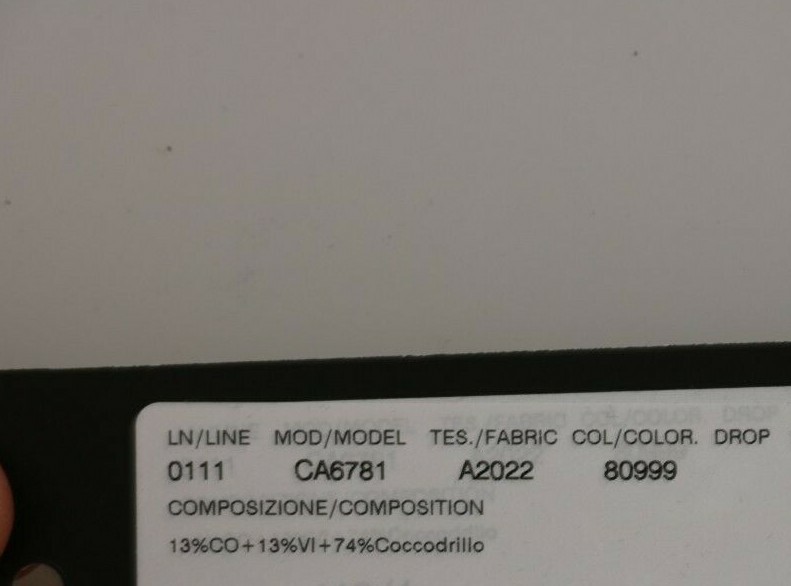 LN/LINE MOD/MODEL TES./FABRIC COL/COLOR. DROP
0111 CA6781 A2022 80999
COMPOSIZIONE/COMPOSITION
13%CO+13%VI+74%Coccodrillo